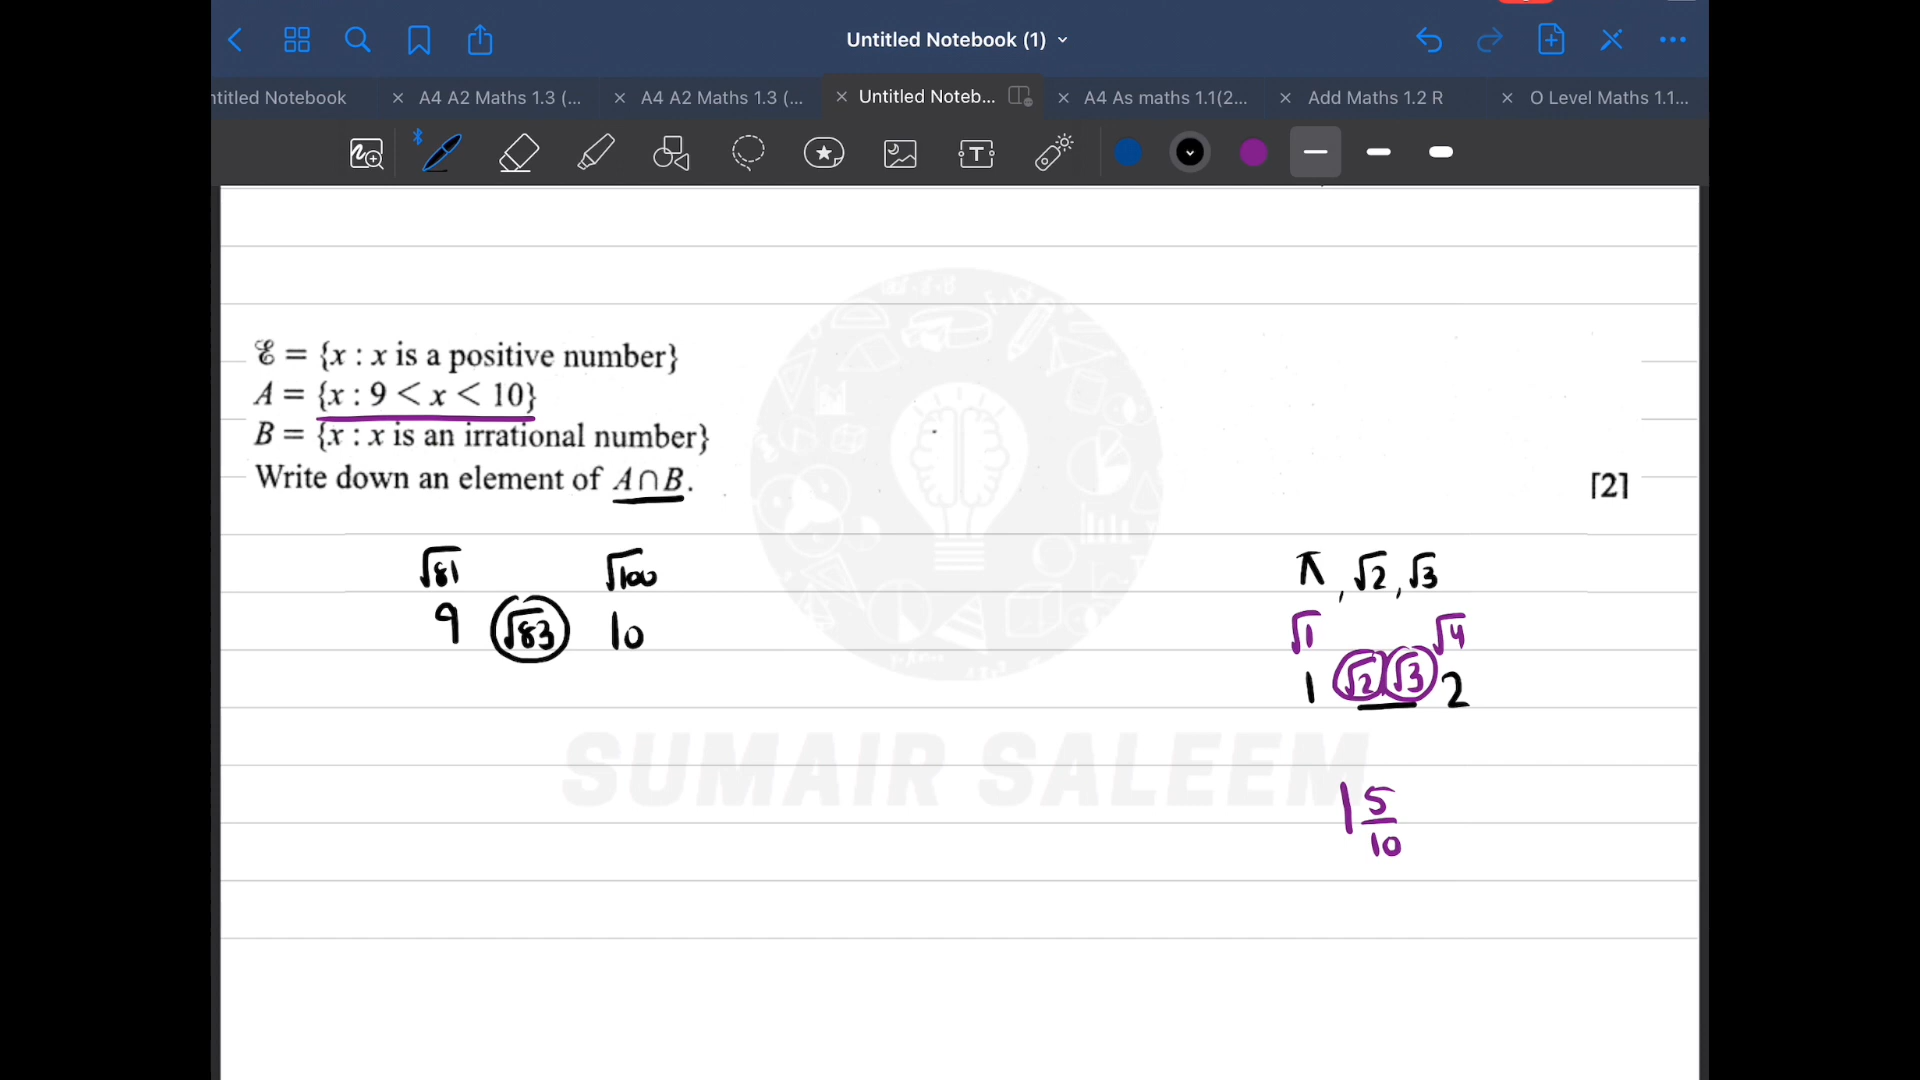 Untitled Notebook (1)
ntitled Notebook
A4 A2 Maths 1.3 (...
A4 A2 Maths 1.3 (...
Untitled Noteb...
A4 As maths 1.1(2...
Add Maths 1.2 R
O Level Maths 1.1...
ℰ = {x : x is a positive number}
A = {x : 9 < x < 10}
B = {x : x is an irrational number}
Write down an element of A∩B.
[2]
√81 √100
9 √83 10
π, √2, √3
√1 √4
1 √2 √3 2
SUMAIR SALEEM
1 5/10